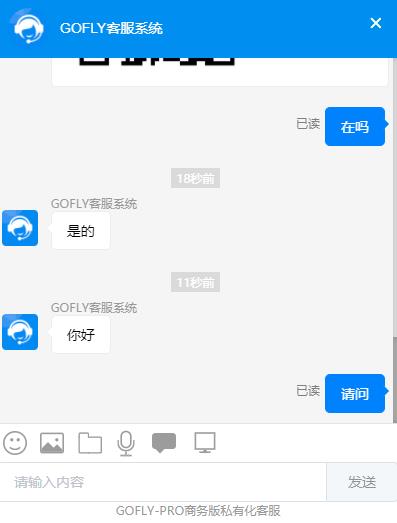 GOFLY客服系统
已读
在吗
18秒前
GOFLY客服系统
是的
11秒前
GOFLY客服系统
你好
已读
请问
请输入内容
发送
GOFLY-PRO商务版私有化客服